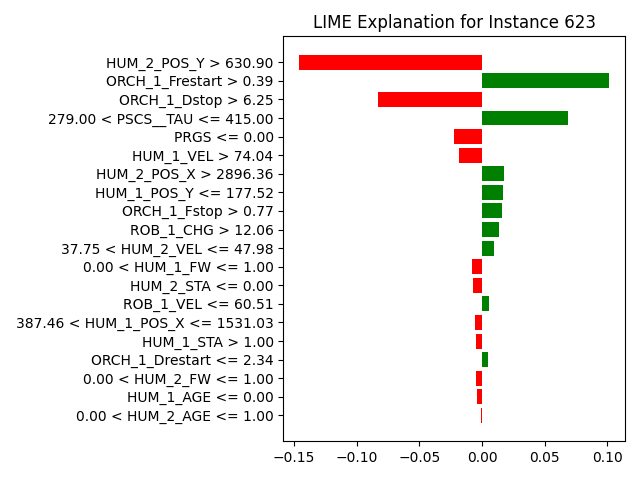 LIME Explanation for Instance 623
HUM_2_POS_Y > 630.90
ORCH_1_Frestart > 0.39
ORCH_1_Dstop > 6.25
279.00 < PSCS__TAU <= 415.00
PRGS <= 0.00
HUM_1_VEL > 74.04
HUM_2_POS_X > 2896.36
HUM_1_POS_Y <= 177.52
ORCH_1_Fstop > 0.77
ROB_1_CHG > 12.06
37.75 < HUM_2_VEL <= 47.98
0.00 < HUM_1_FW <= 1.00
HUM_2_STA <= 0.00
ROB_1_VEL <= 60.51
387.46 < HUM_1_POS_X <= 1531.03
HUM_1_STA > 1.00
ORCH_1_Drestart <= 2.34
0.00 < HUM_2_FW <= 1.00
HUM_1_AGE <= 0.00
0.00 < HUM_2_AGE <= 1.00
−0.15 −0.10 −0.05 0.00 0.05 0.10